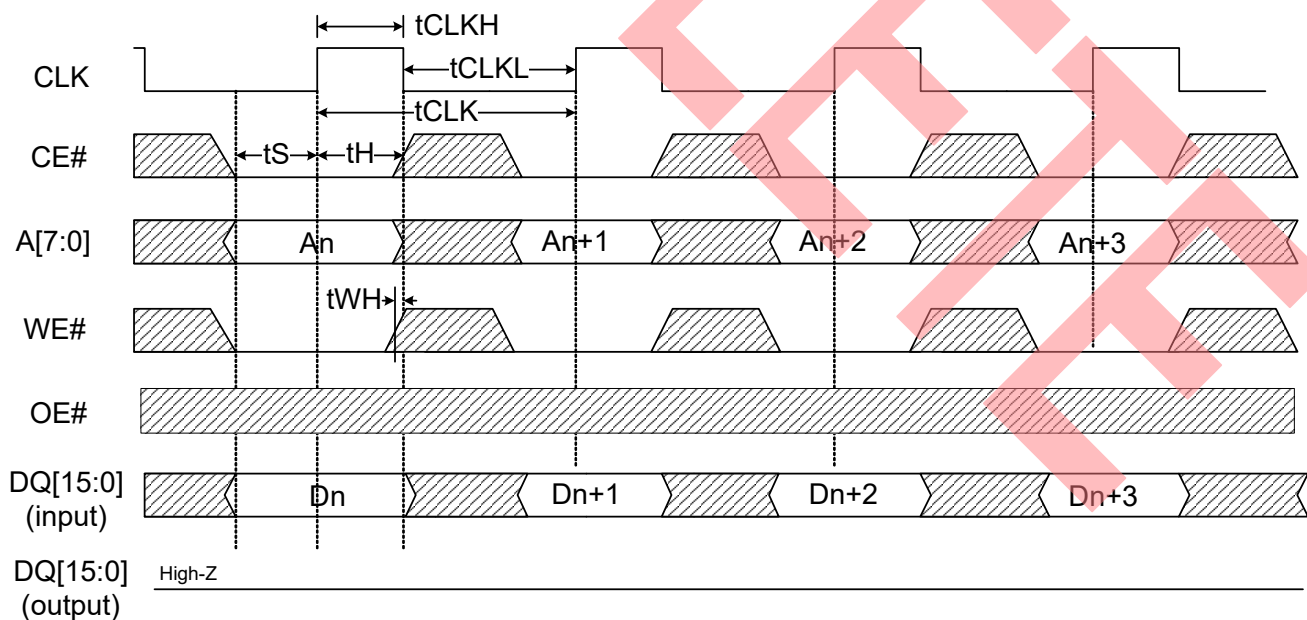 tCLKH
CLK
tCLKL
tCLK
CE#
tS
tH
A[7:0]
An
An+1
An+2
An+3
tWH
WE#
OE#
DQ[15:0]
(input)
Dn
Dn+1
Dn+2
Dn+3
DQ[15:0]
(output)
High-Z